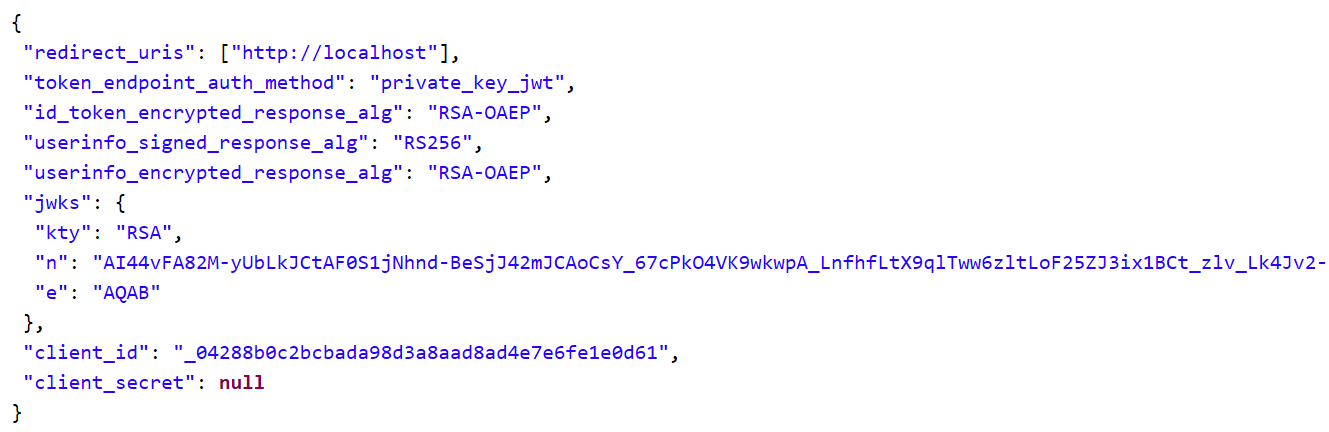 {
 "redirect_uris": ["http://localhost"],
 "token_endpoint_auth_method": "private_key_jwt",
 "id_token_encrypted_response_alg": "RSA-OAEP",
 "userinfo_signed_response_alg": "RS256",
 "userinfo_encrypted_response_alg": "RSA-OAEP",
 "jwks": {
  "kty": "RSA",
  "n": "AI44vFA82M-yUbLkJCtAF0S1jNhnd-BeSjJ42mJCAoCsY_67cPkO4VK9wkwpA_LnfhfLtX9qlTww6zltLoF25ZJ3ix1BCt_zlv_Lk4Jv2-
  "e": "AQAB"
 },
 "client_id": "_04288b0c2bcbada98d3a8aad8ad4e7e6fe1e0d61",
 "client_secret": null
}